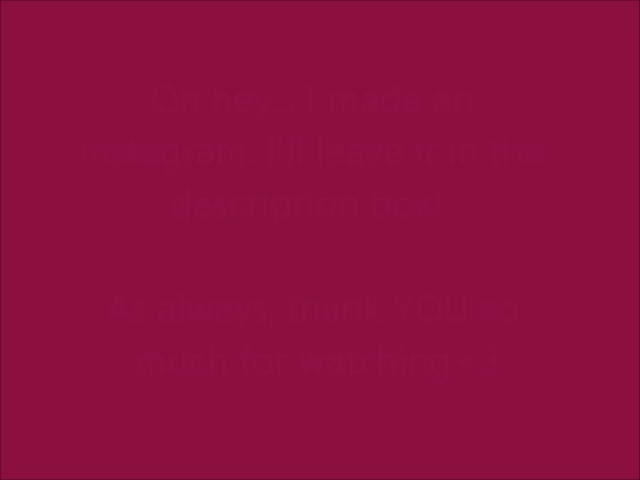 Oh hey... I made an
instagram. I'll leave it in the
description box!
As always, thank YOU so
much for watching <3